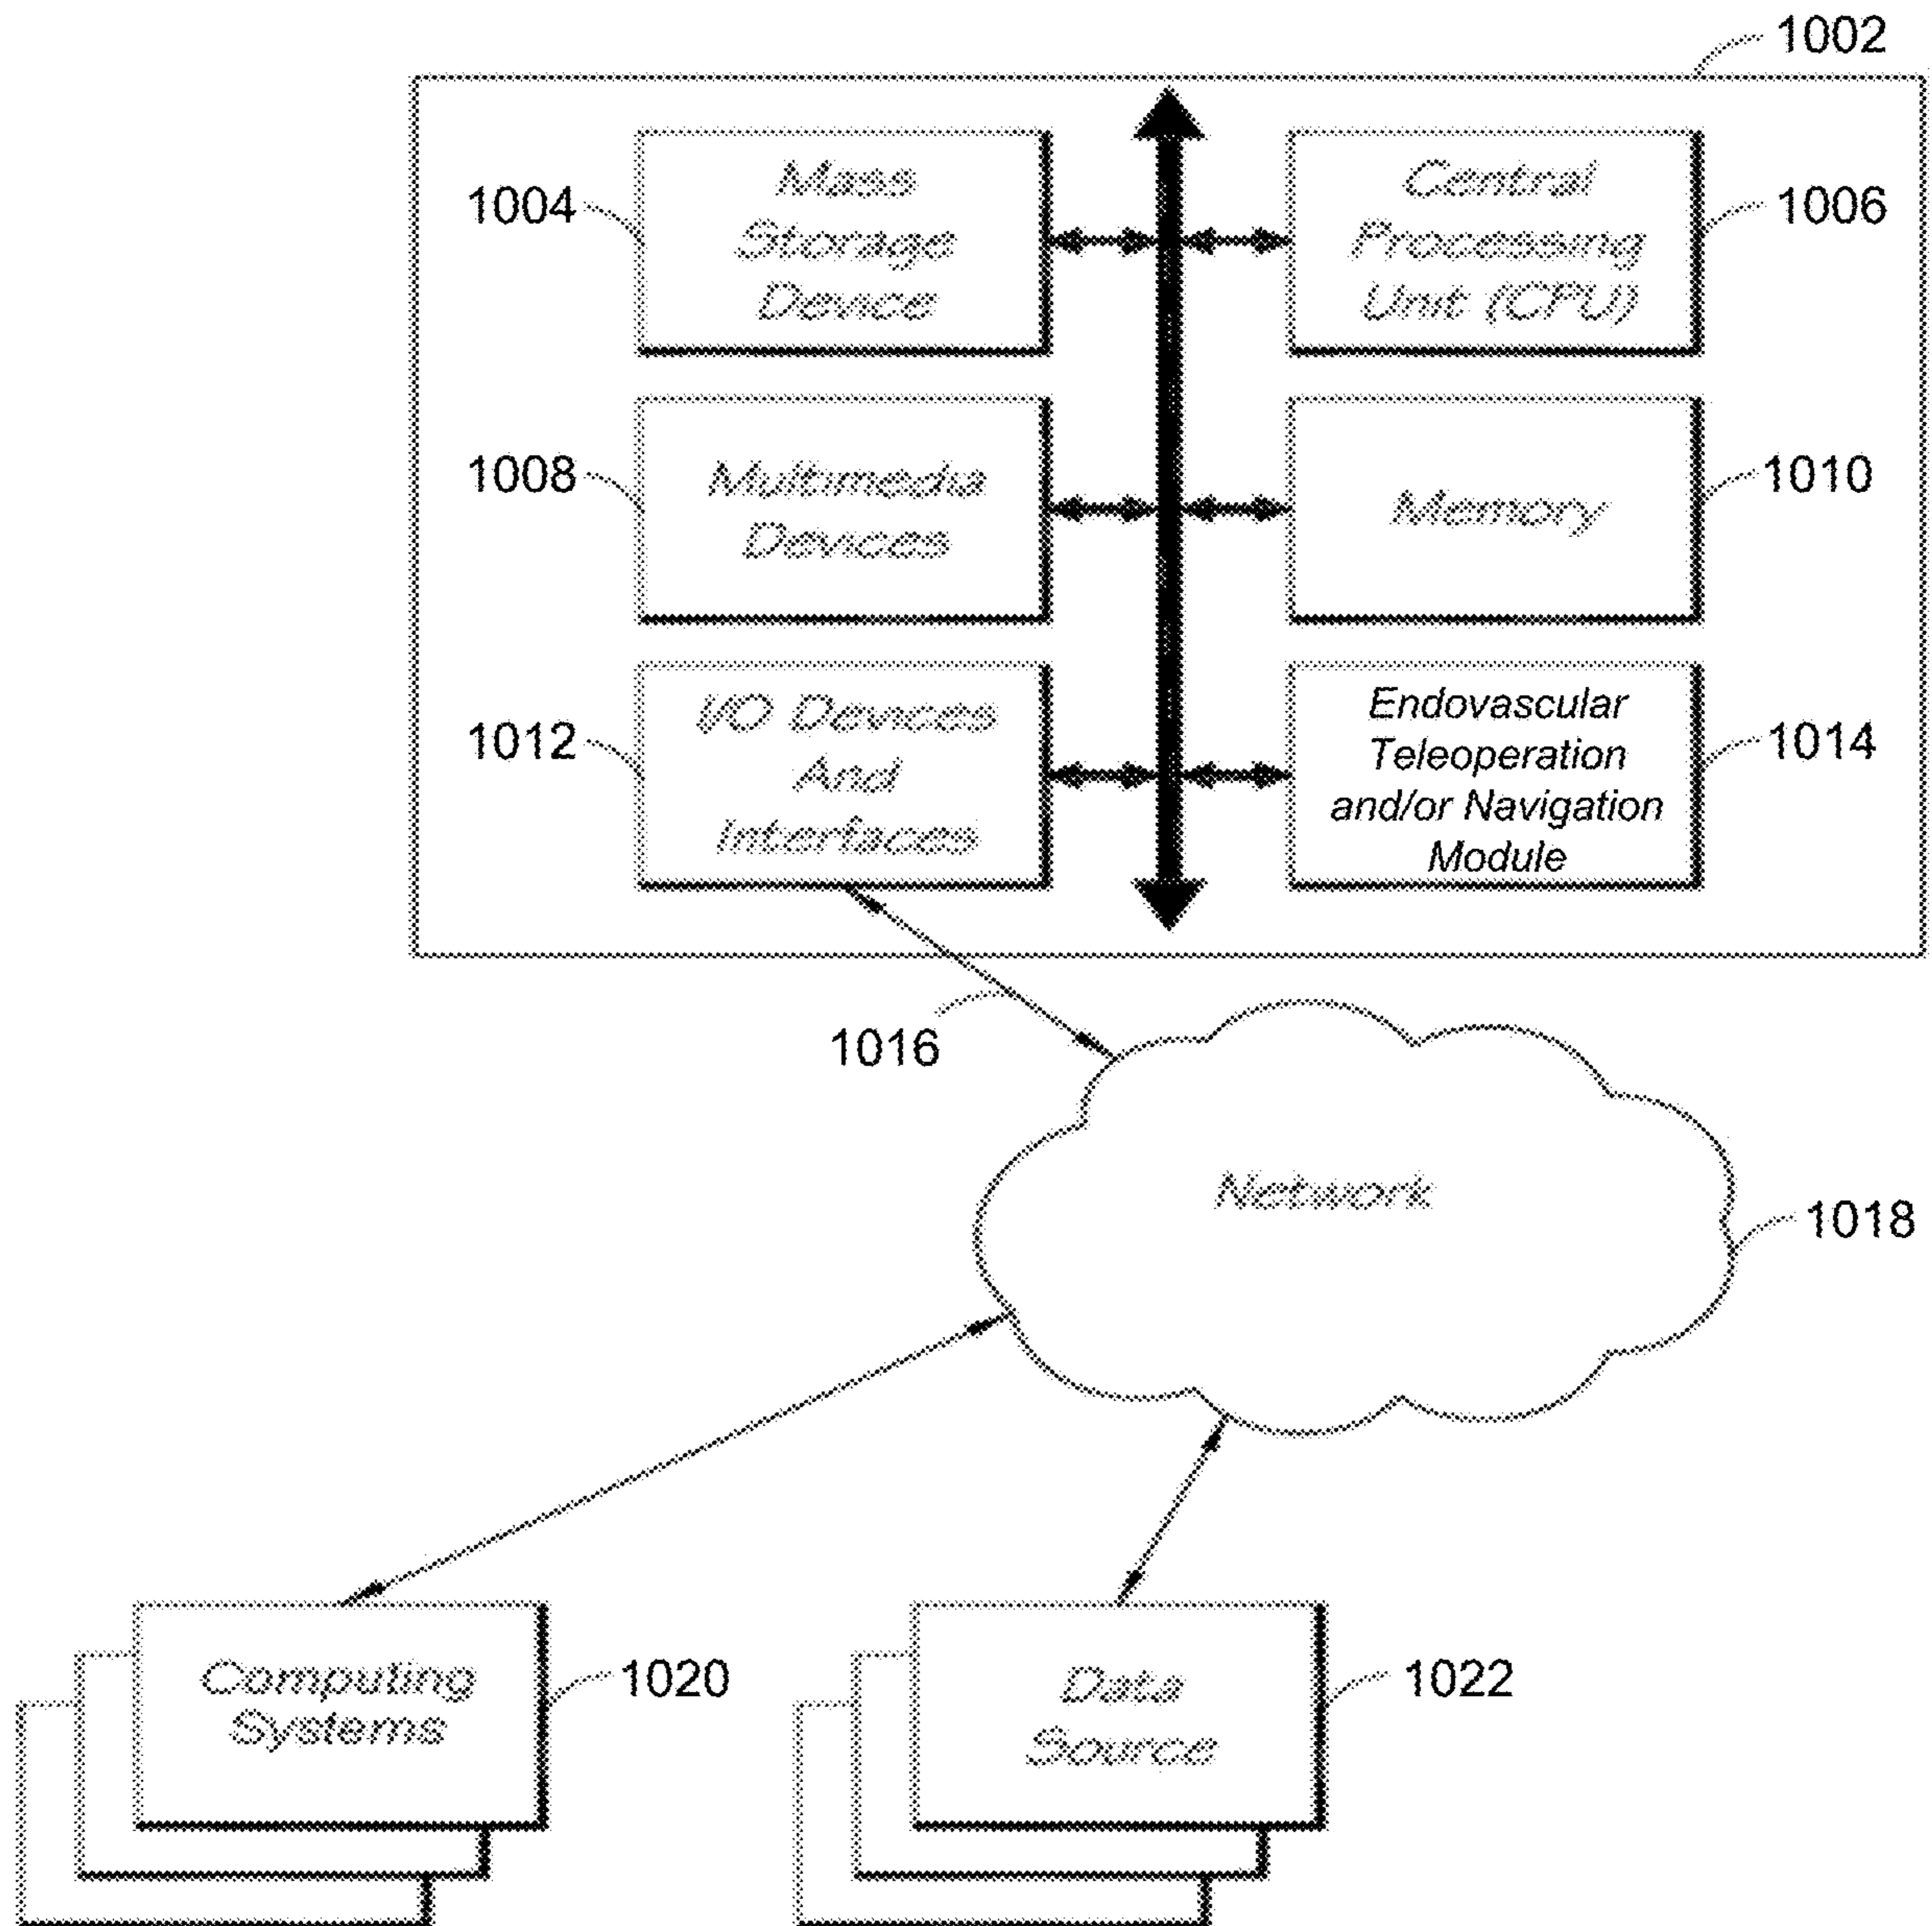 1002
1004
Mass
Storage
Device
Central
Processing
Unit (CPU)
1006
1008
Multimedia
Devices
Memory
1010
1012
I/O Devices
And
Interfaces
Endovascular
Teleoperation
and/or Navigation
Module
1014
1016
Network
1018
Computing
Systems
1020
Data
Source
1022